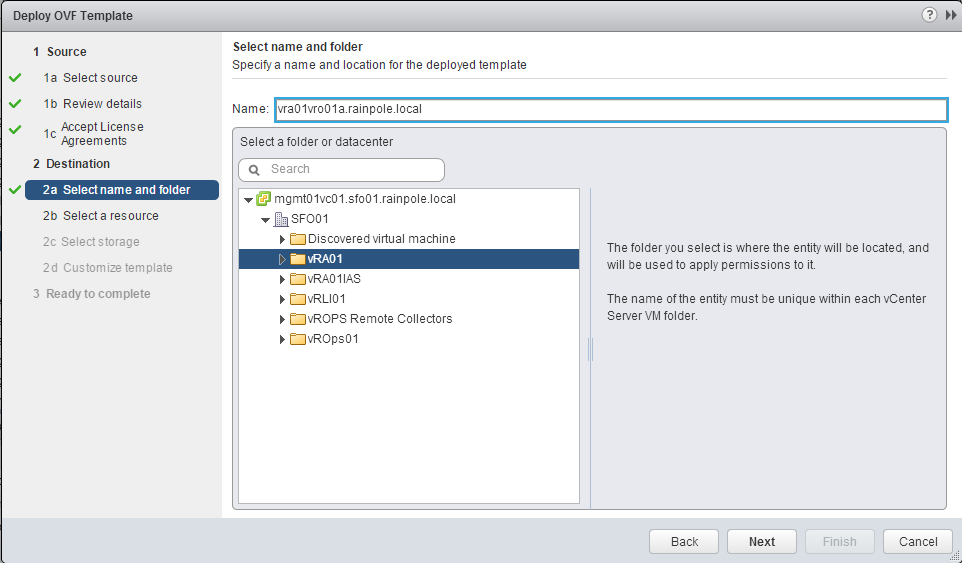 Deploy OVF Template
?
1 Source
1a Select source
1b Review details
1c Accept License
Agreements
2 Destination
2a Select name and folder
2b Select a resource
2c Select storage
2d Customize template
3 Ready to complete
Select name and folder
Specify a name and location for the deployed template
Name: vra01vro01a.rainpole.local
Select a folder or datacenter
Search
mgmt01vc01.sfo01.rainpole.local
SFO01
Discovered virtual machine
vRA01
vRA01IAS
vRLI01
vROPS Remote Collectors
vROps01
The folder you select is where the entity will be located, and
will be used to apply permissions to it.
The name of the entity must be unique within each vCenter
Server VM folder.
Back
Next
Finish
Cancel